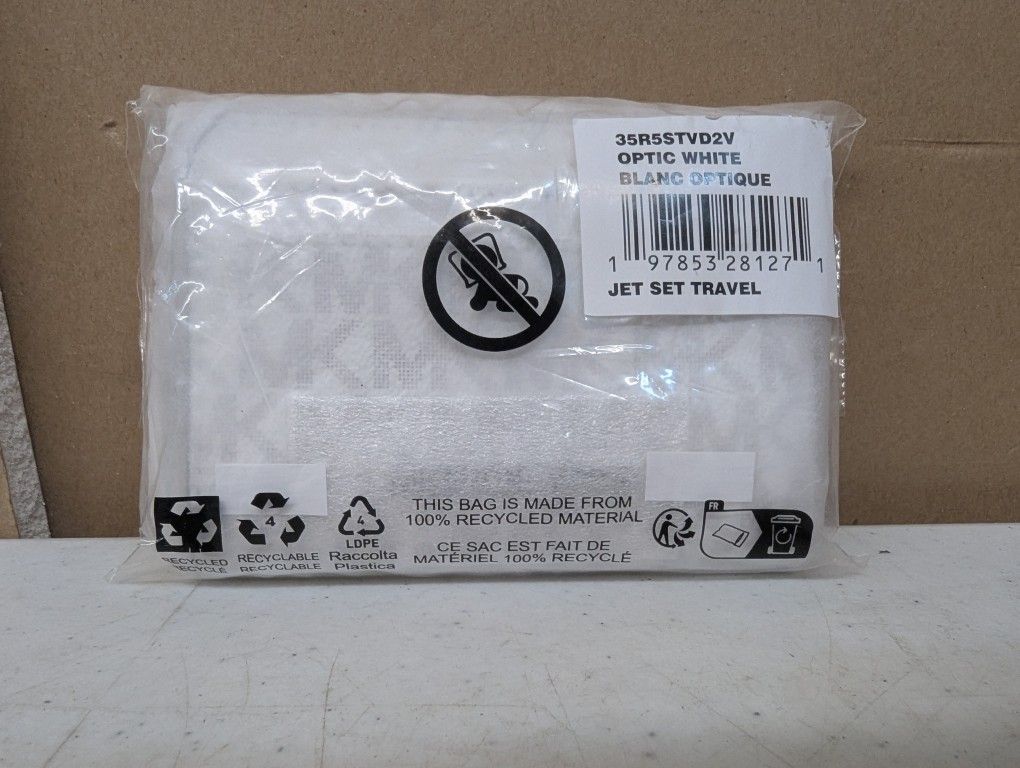 35R5STVD2V
OPTIC WHITE
BLANC OPTIQUE
1 97853 28127 1
JET SET TRAVEL
MK
KM
RECYCLED
RECYCLÉ
4
RECYCLABLE
RECYCLABLE
4
LDPE
Raccolta
Plastica
THIS BAG IS MADE FROM
100% RECYCLED MATERIAL
CE SAC EST FAIT DE
MATÉRIEL 100% RECYCLÉ
FR